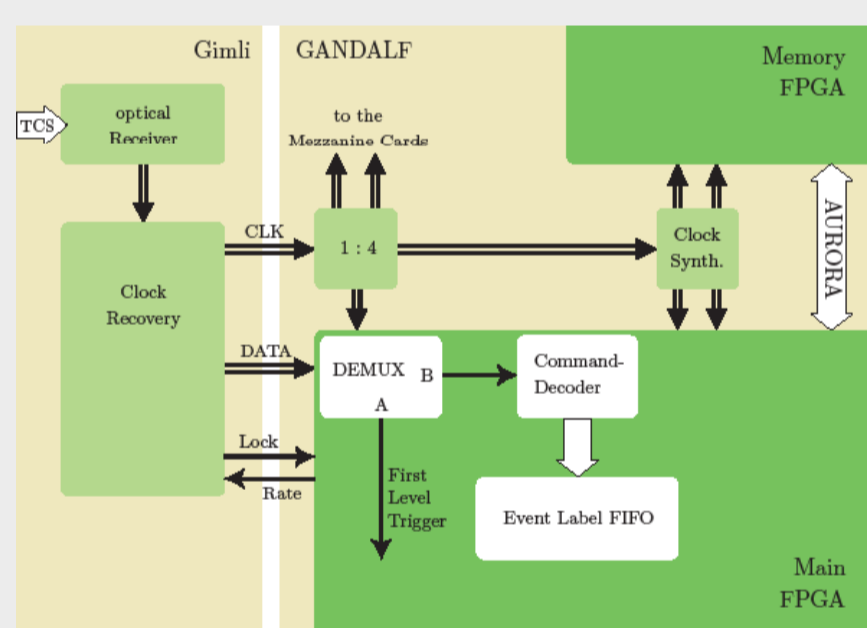 Gimli
GANDALF
Memory
FPGA
TCS
optical
Receiver
to the
Mezzanine Cards
CLK
1 : 4
Clock
Synth.
AURORA
Clock
Recovery
DATA
DEMUX
B
A
Command-
Decoder
Lock
Rate
First
Level
Trigger
Event Label FIFO
Main
FPGA